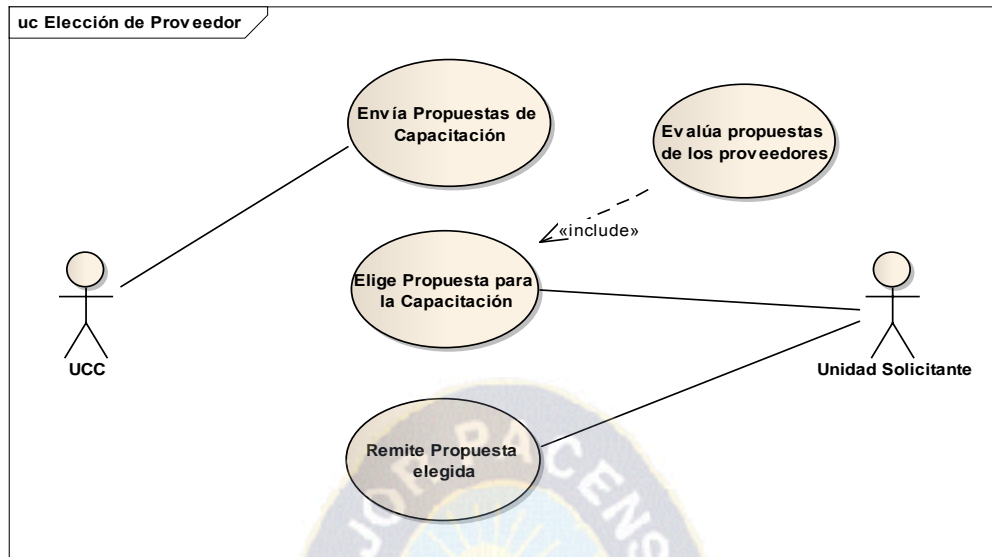 uc Elección de Proveedor
Envía Propuestas de
Capacitación
Evalúa propuestas
de los proveedores
«include»
Elige Propuesta para
la Capacitación
UCC
Unidad Solicitante
Remite Propuesta
elegida